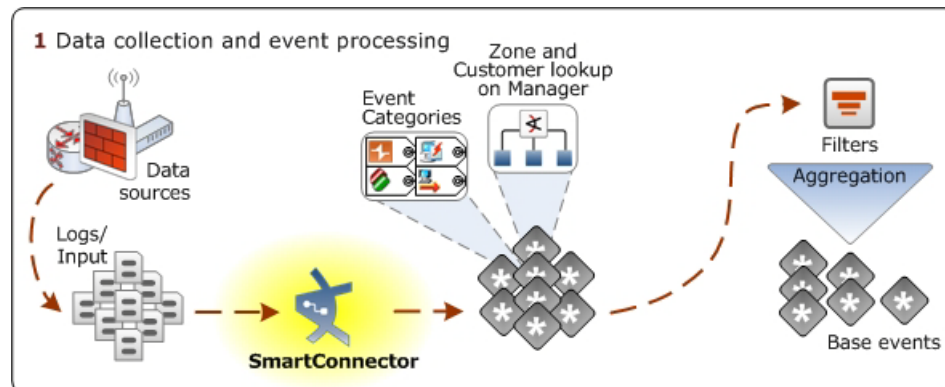 1 Data collection and event processing
Zone and
Customer lookup
on Manager
Event
Categories
Data
sources
Filters
Aggregation
Logs/
Input
SmartConnector
Base events